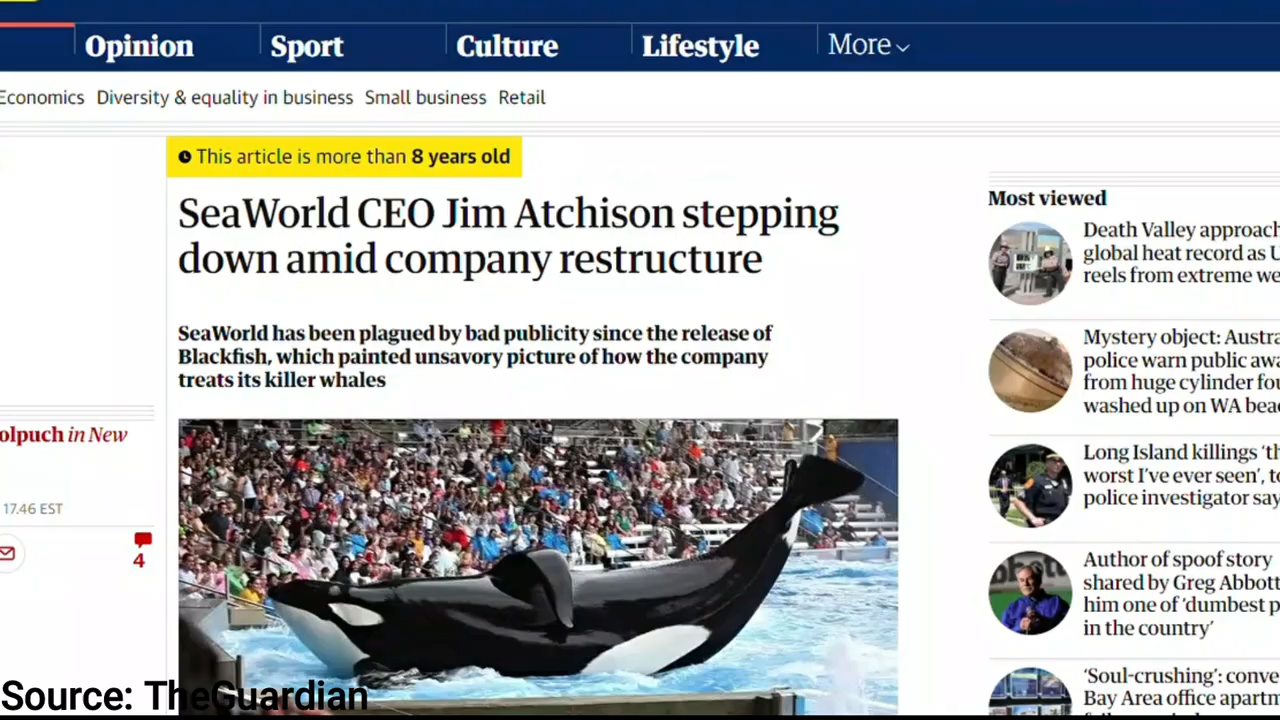 Opinion
Sport
Culture
Lifestyle
More
Economics
Diversity & equality in business
Small business
Retail
This article is more than 8 years old
SeaWorld CEO Jim Atchison stepping
down amid company restructure
SeaWorld has been plagued by bad publicity since the release of
Blackfish, which painted unsavory picture of how the company
treats its killer whales
olpuch in New
17.46 EST
4
Most viewed
Death Valley approach
global heat record as U
reels from extreme we
Mystery object: Austra
police warn public awa
from huge cylinder fou
washed up on WA bea
Long Island killings ‘th
worst I’ve ever seen’, to
police investigator say
Author of spoof story
shared by Greg Abbott
him one of ‘dumbest p
in the country’
‘Soul-crushing’: conve
Bay Area office apartm
Source: TheGuardian